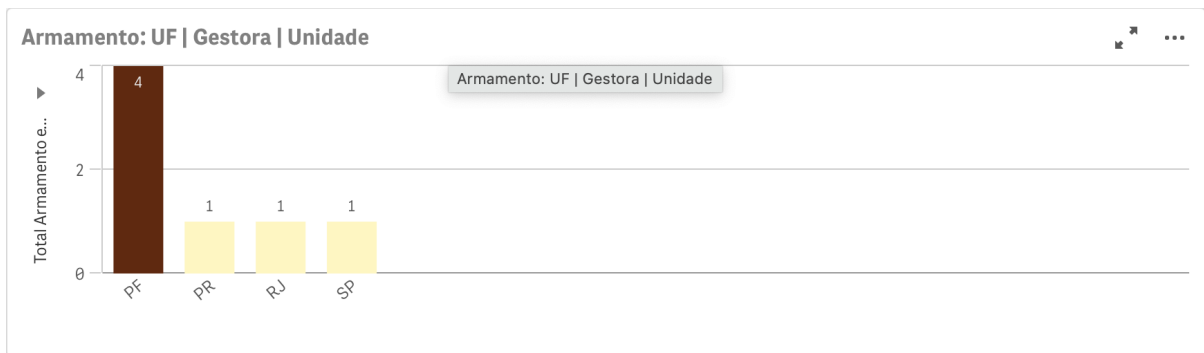 Armamento: UF | Gestora | Unidade
Armamento: UF | Gestora | Unidade
Total Armamento e...
4
2
0
4
1
1
1
PF
PR
RJ
SP